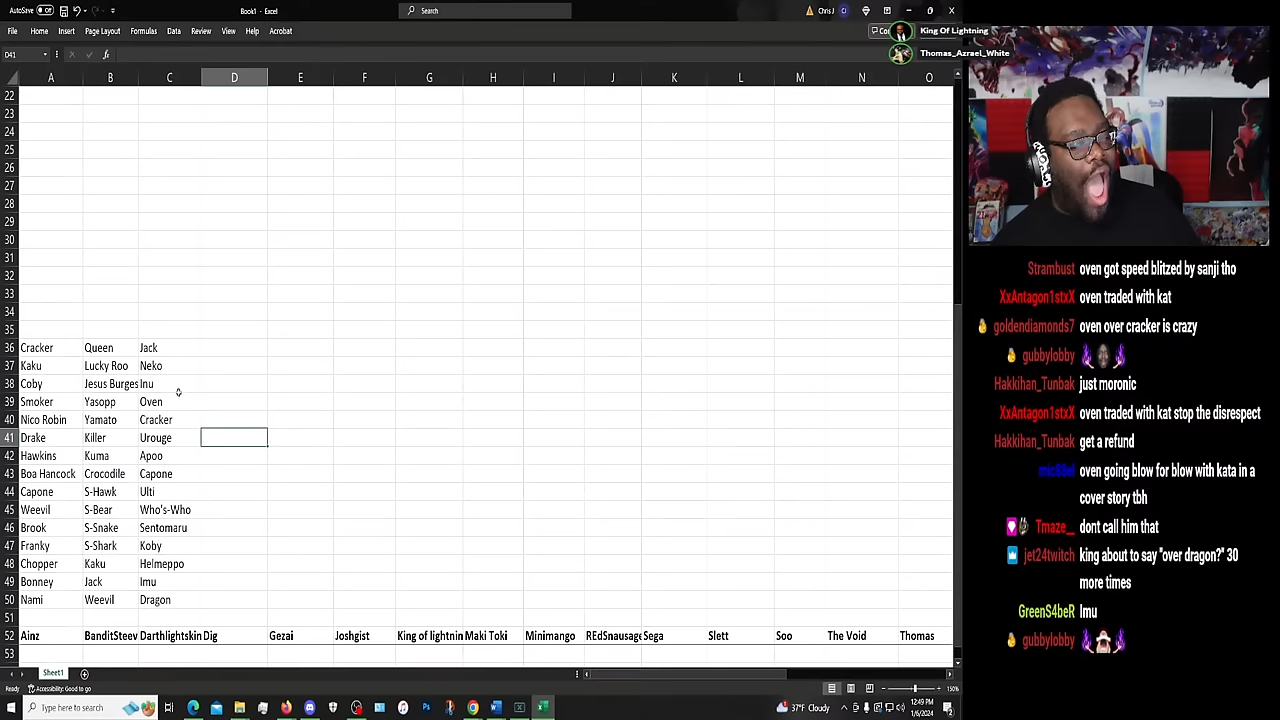 AutoSave Off Book1 - Excel Search Chris J CJ
File Home Insert Page Layout Formulas Data Review View Help Acrobat
King Of Lightning
Thomas_Azrael_White
D41 fx
A B C D E F G H I J K L M N O
22
23
24
25
26
27
28
29
30
31
32
33
34
35
36 Cracker Queen Jack
37 Kaku Lucky Roo Neko
38 Coby Jesus Burges Inu
39 Smoker Yasopp Oven
40 Nico Robin Yamato Cracker
41 Drake Killer Urouge
42 Hawkins Kuma Apoo
43 Boa Hancock Crocodile Capone
44 Capone S-Hawk Ulti
45 Weevil S-Bear Who's-Who
46 Brook S-Snake Sentomaru
47 Franky S-Shark Koby
48 Chopper Kaku Helmeppo
49 Bonney Jack Imu
50 Nami Weevil Dragon
51
52 Ainz BanditSteev Darthlightskin Dig Gezai Joshgist King of lightnin Maki Toki Minimango REdSnausage Sega Slett Soo The Void Thomas
53
Sheet1
Ready Accessibility: Good to go 150%
Type here to search 37°F Cloudy 12:49 PM
1/6/2024
Strambust oven got speed blitzed by sanji tho
XxAntagon1stxX oven traded with kat
goldendiamonds7 oven over cracker is crazy
gubbylobby
Hakkihan_Tunbak just moronic
XxAntagon1stxX oven traded with kat stop the disrespect
Hakkihan_Tunbak get a refund
oven going blow for blow with kata in a
cover story tbh
Tmaze__ dont call him that
jet24twitch king about to say "over dragon?" 30
more times
GreenS4beR Imu
gubbylobby